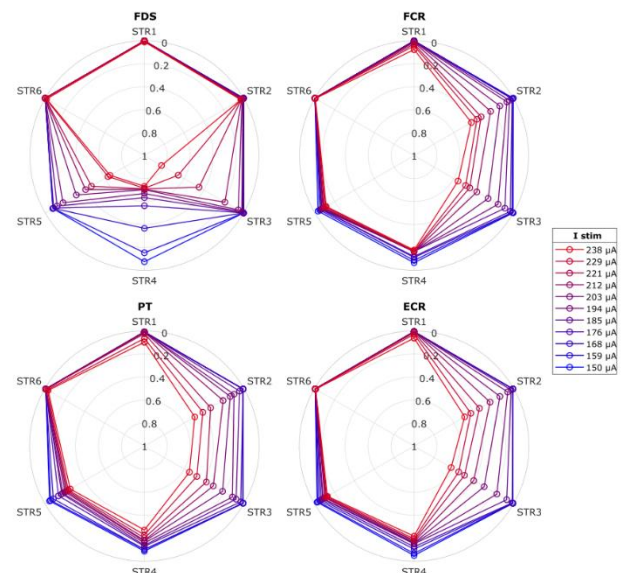 FDS
STR1
0
0.2
0.4
0.6
0.8
1
STR2
STR3
STR4
STR5
STR6
FCR
STR1
0
0.2
0.4
0.6
0.8
1
STR2
STR3
STR4
STR5
STR6
I stim
238 µA
229 µA
221 µA
212 µA
203 µA
194 µA
185 µA
176 µA
168 µA
159 µA
150 µA
PT
STR1
0
0.2
0.4
0.6
0.8
1
STR2
STR3
STR4
STR5
STR6
ECR
STR1
0
0.2
0.4
0.6
0.8
1
STR2
STR3
STR4
STR5
STR6